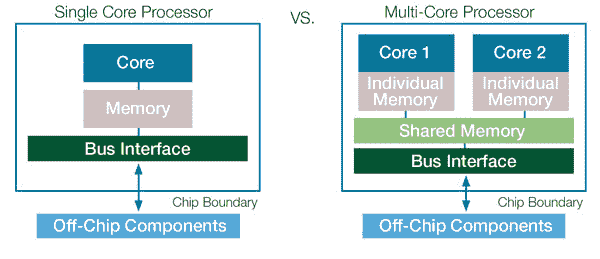 Single Core Processor
VS.
Multi-Core Processor
Core
Memory
Bus Interface
Chip Boundary
Off-Chip Components
Core 1
Core 2
Individual
Memory
Individual
Memory
Shared Memory
Bus Interface
Chip Boundary
Off-Chip Components